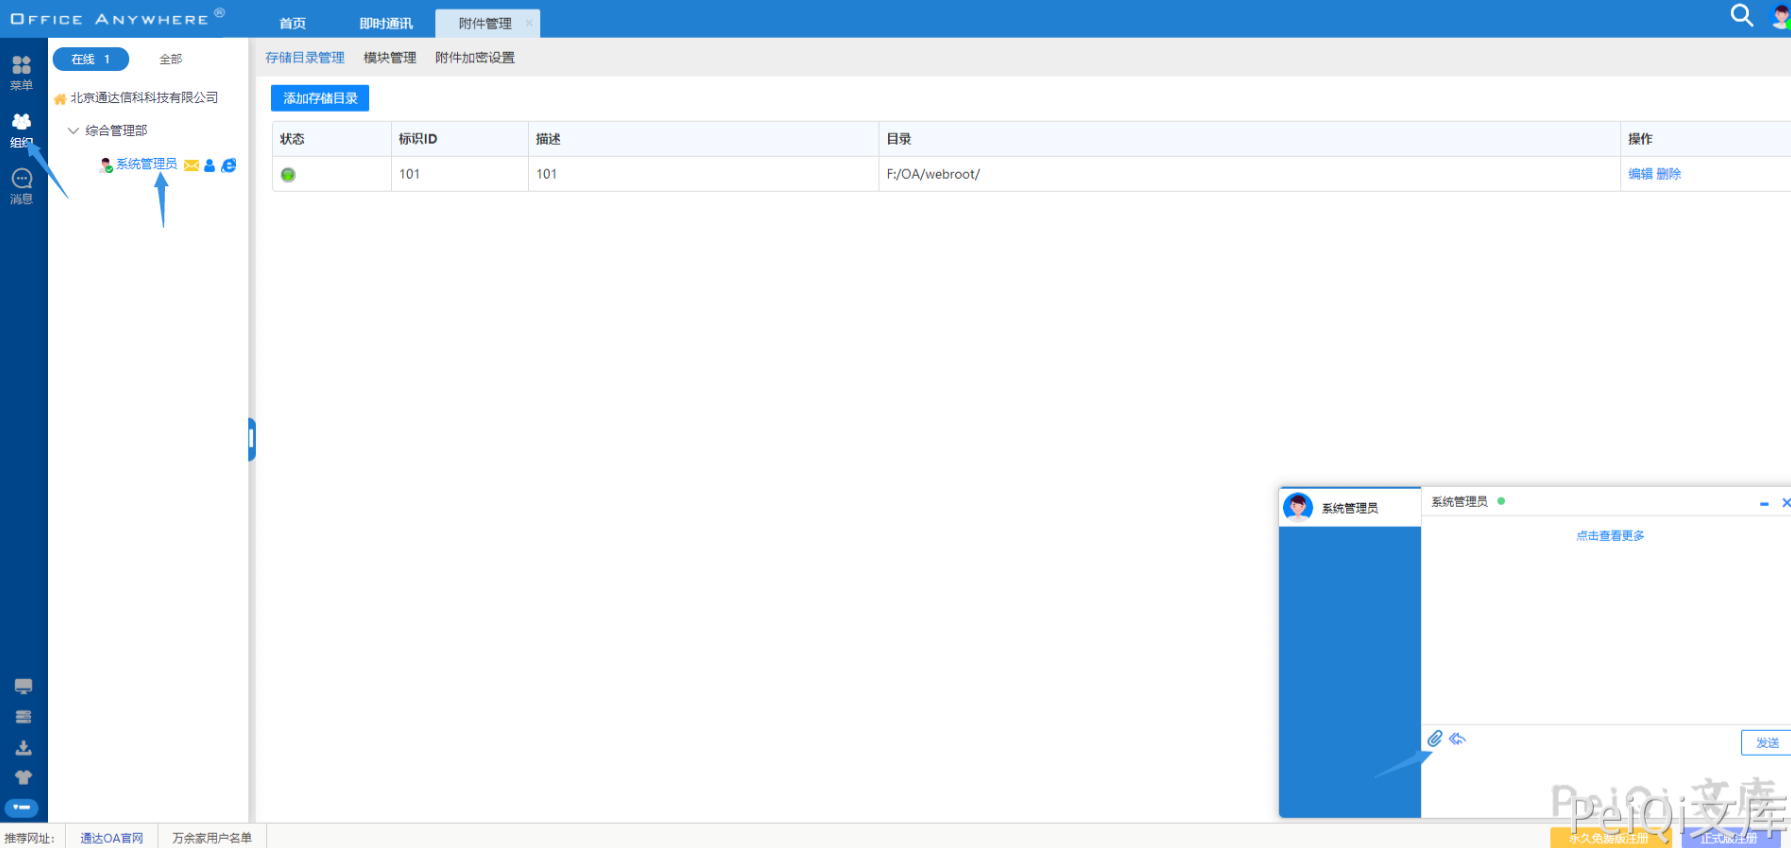 OFFICE ANYWHERE ®
首页 即时通讯 附件管理 ×
菜单
组织
消息
在线 1 全部
北京通达信科科技有限公司
综合管理部
系统管理员
存储目录管理 模块管理 附件加密设置
添加存储目录
状态 标识ID 描述 目录 操作
101 101 F:/OA/webroot/ 编辑 删除
系统管理员
系统管理员
点击查看更多
发送
PeiQi 文库
PeiQi文库
推荐网址： 通达OA官网 万余家用户名单
永久免费版注册 正式版注册